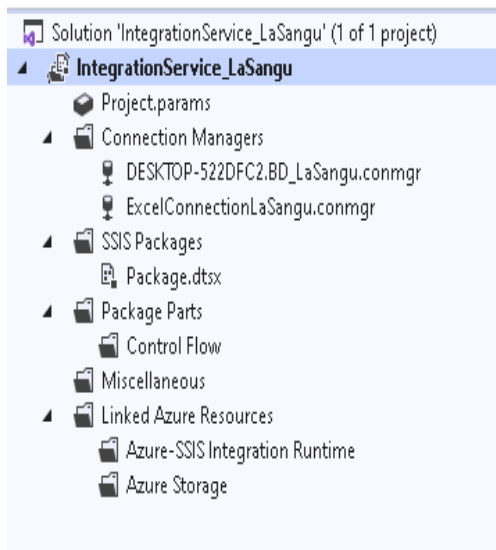 Solution 'IntegrationService_LaSangu' (1 of 1 project)
IntegrationService_LaSangu
Project.params
Connection Managers
DESKTOP-522DFC2.BD_LaSangu.conmgr
ExcelConnectionLaSangu.conmgr
SSIS Packages
Package.dtsx
Package Parts
Control Flow
Miscellaneous
Linked Azure Resources
Azure-SSIS Integration Runtime
Azure Storage